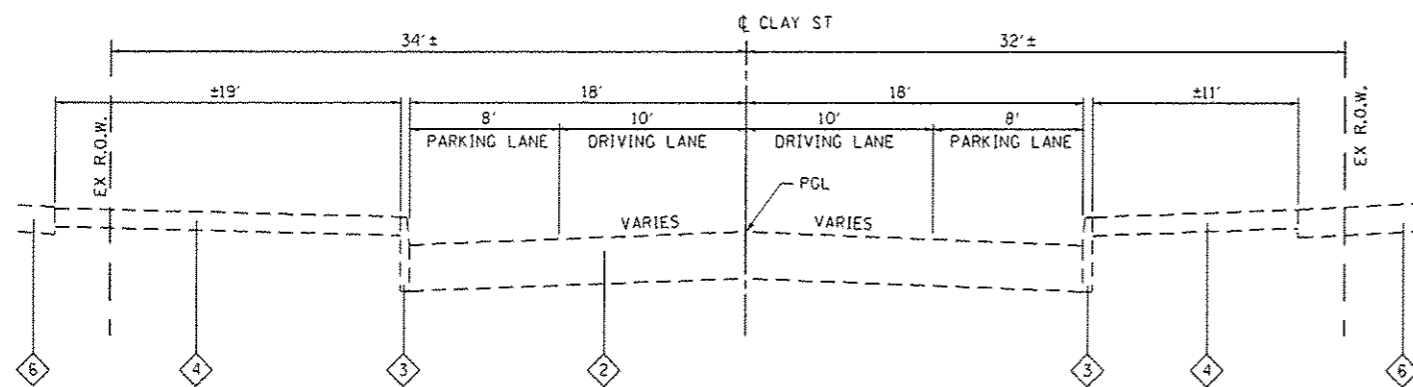 ℄ CLAY ST
34'±
32'±
±19'
18'
18'
±11'
8'
10'
10'
8'
PARKING LANE
DRIVING LANE
DRIVING LANE
PARKING LANE
EX R.O.W.
EX R.O.W.
PGL
VARIES
VARIES
6
4
3
2
3
4
6